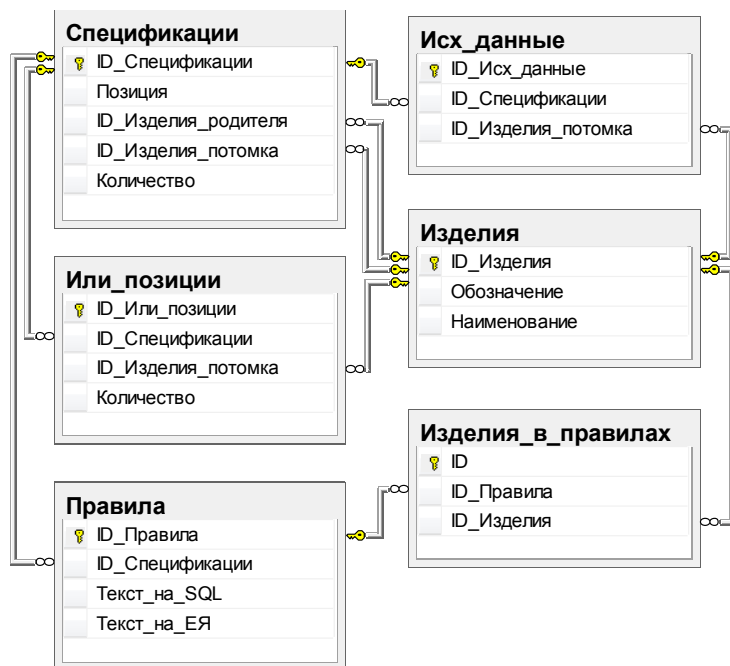 Спецификации
ID_Спецификации
Позиция
ID_Изделия_родителя
ID_Изделия_потомка
Количество
Исх_данные
ID_Исх_данные
ID_Спецификации
ID_Изделия_потомка
Изделия
ID_Изделия
Обозначение
Наименование
Или_позиции
ID_Или_позиции
ID_Спецификации
ID_Изделия_потомка
Количество
Изделия_в_правилах
ID
ID_Правила
ID_Изделия
Правила
ID_Правила
ID_Спецификации
Текст_на_SQL
Текст_на_ЕЯ